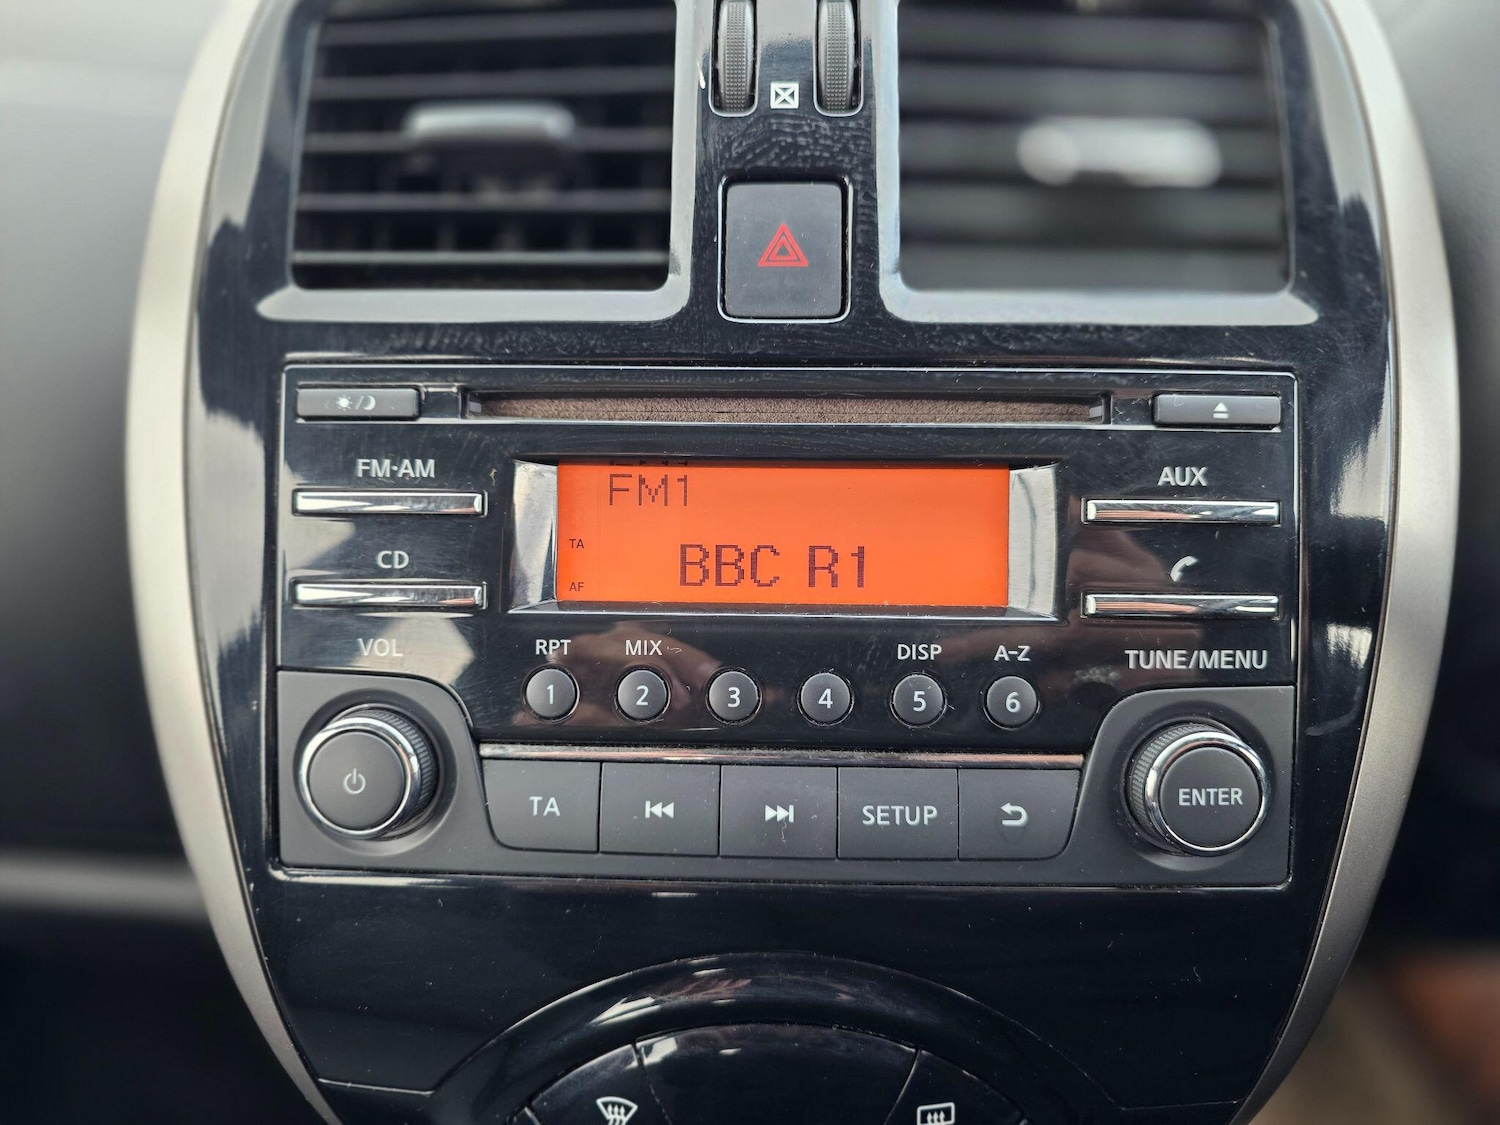 FM·AM
AUX
FM1
TA
CD
BBC R1
AF
VOL
RPT
MIX
DISP
A-Z
TUNE/MENU
1
2
3
4
5
6
TA
SETUP
ENTER